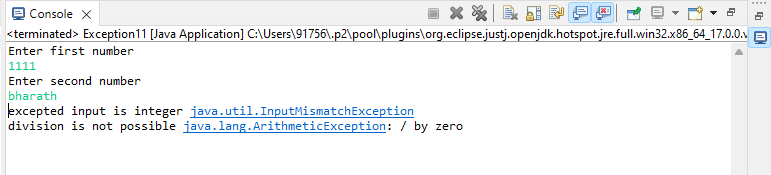 Console
<terminated> Exception11 [Java Application] C:\Users\91756\.p2\pool\plugins\org.eclipse.justj.openjdk.hotspot.jre.full.win32.x86_64_17.0.0.v
Enter first number
1111
Enter second number
bharath
excepted input is integer java.util.InputMismatchException
division is not possible java.lang.ArithmeticException: / by zero